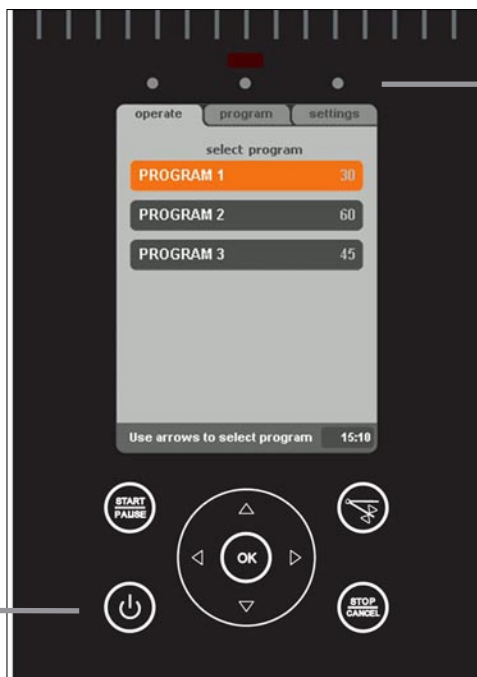 operate program settings
select program
PROGRAM 1 30
PROGRAM 2 60
PROGRAM 3 45
Use arrows to select program 15:10
START
PAUSE
OK
STOP
CANCEL